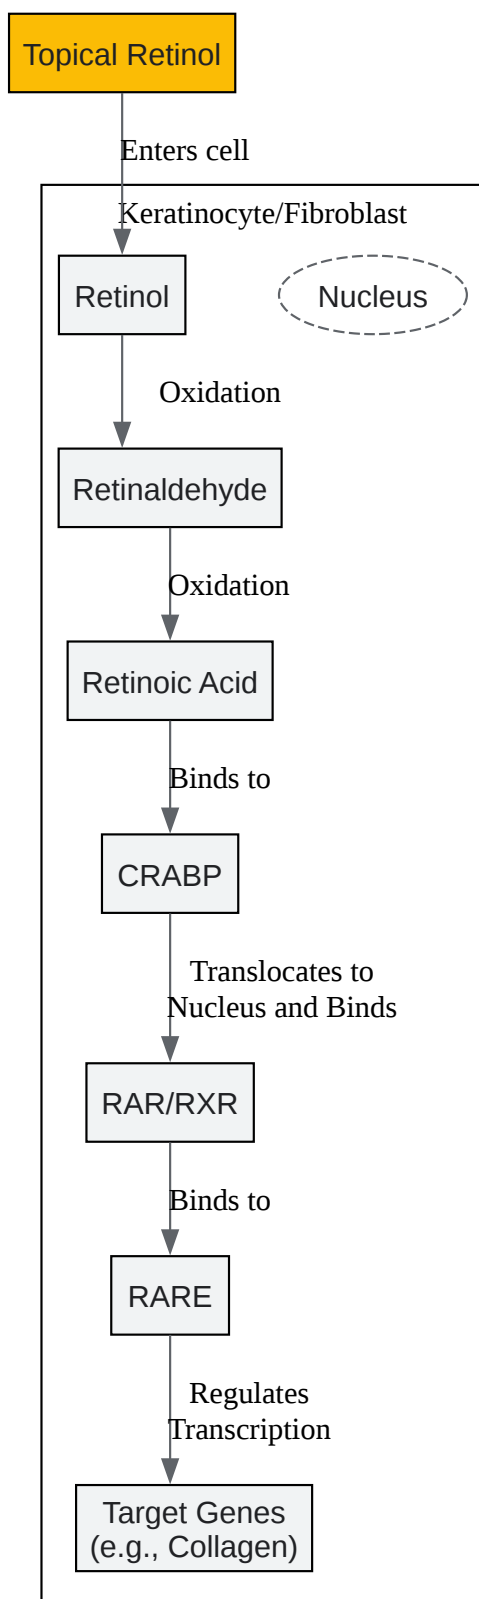 Topical Retinol
Enters cell
Keratinocyte/Fibroblast
Retinol
Nucleus
Oxidation
Retinaldehyde
Oxidation
Retinoic Acid
Binds to
CRABP
Translocates to
Nucleus and Binds
RAR/RXR
Binds to
RARE
Regulates
Transcription
Target Genes
(e.g., Collagen)